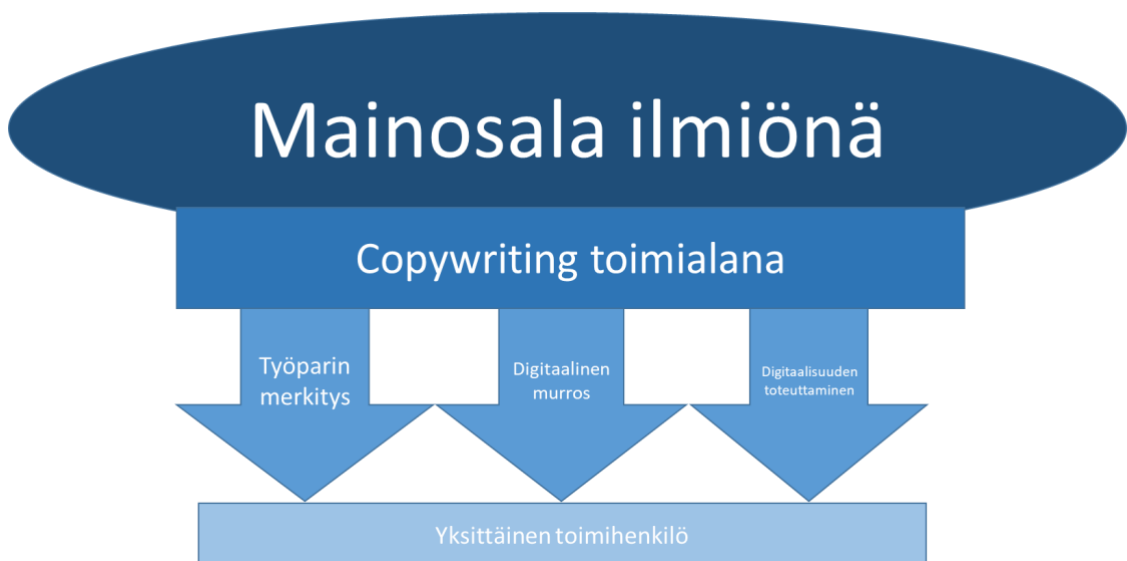 Mainosala ilmiönä
Copywriting toimialana
Työparin
merkitys
Digitaalinen
murros
Digitaalisuuden
toteuttaminen
Yksittäinen toimihenkilö